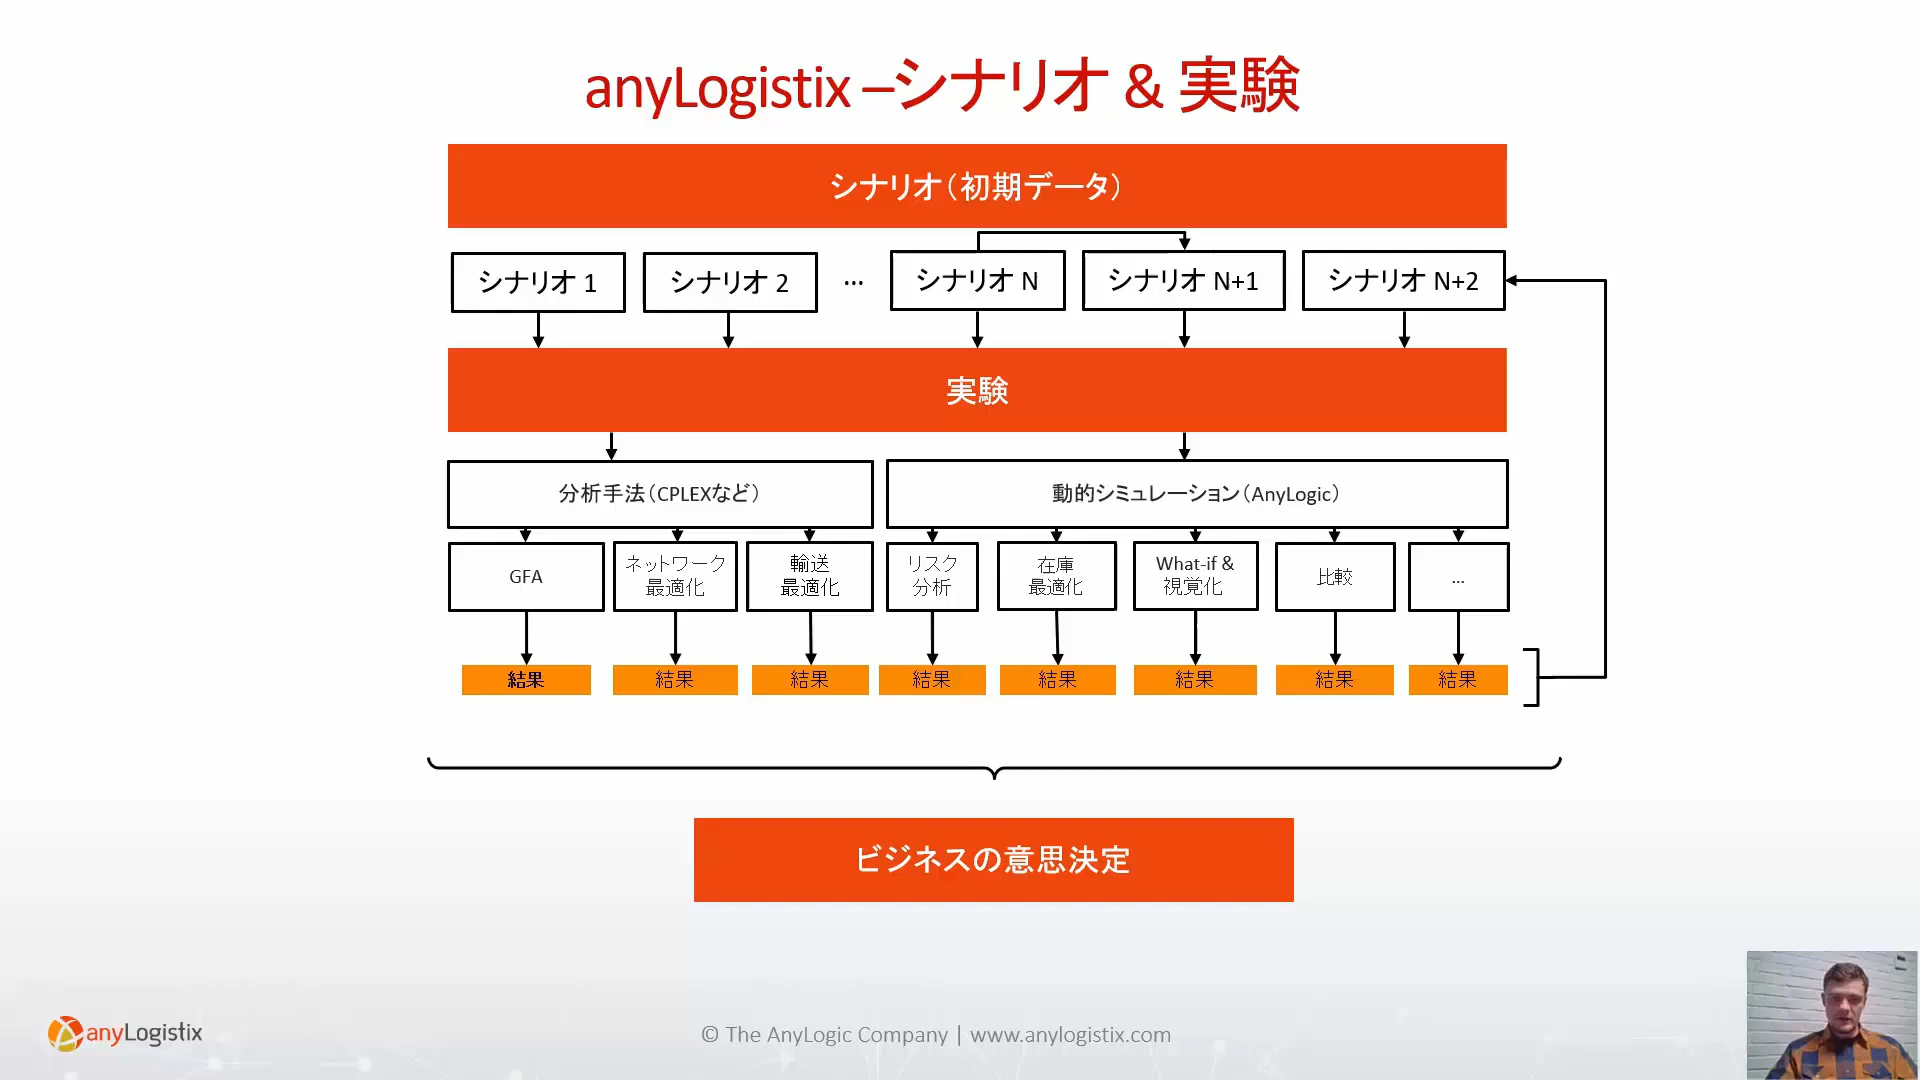 anyLogistix –シナリオ & 実験
シナリオ（初期データ）
シナリオ 1
シナリオ 2
...
シナリオ N
シナリオ N+1
シナリオ N+2
実験
分析手法（CPLEXなど）
動的シミュレーション（AnyLogic）
GFA
ネットワーク
最適化
輸送
最適化
リスク
分析
在庫
最適化
What-if &
視覚化
比較
...
結果
結果
結果
結果
結果
結果
結果
結果
ビジネスの意思決定
anyLogistix
© The AnyLogic Company | www.anylogistix.com